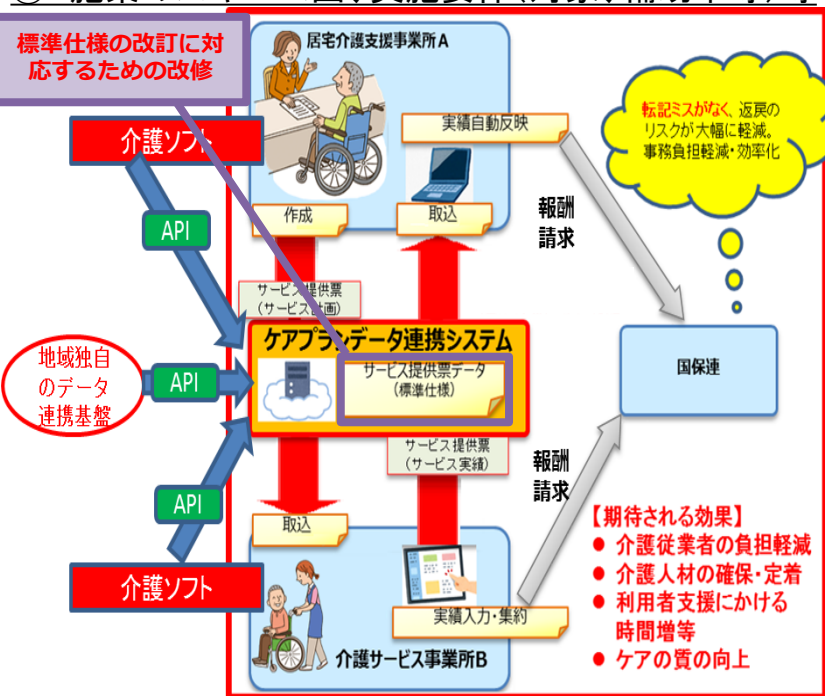 標準仕様の改訂に対
応するための改修
居宅介護支援事業所A
実績自動反映
転記ミスがなく、返戻の
リスクが大幅に軽減。
事務負担軽減・効率化
介護ソフト
API
作成
取込
報酬
請求
サービス提供票
(サービス計画)
ケアプランデータ連携システム
サービス提供票データ
(標準仕様)
地域独自
のデータ
連携基盤
API
国保連
サービス提供票
(サービス実績)
報酬
請求
API
取込
介護ソフト
実績入力・集約
介護サービス事業所B
【期待される効果】
● 介護従業者の負担軽減
● 介護人材の確保・定着
● 利用者支援にかける
時間増等
● ケアの質の向上